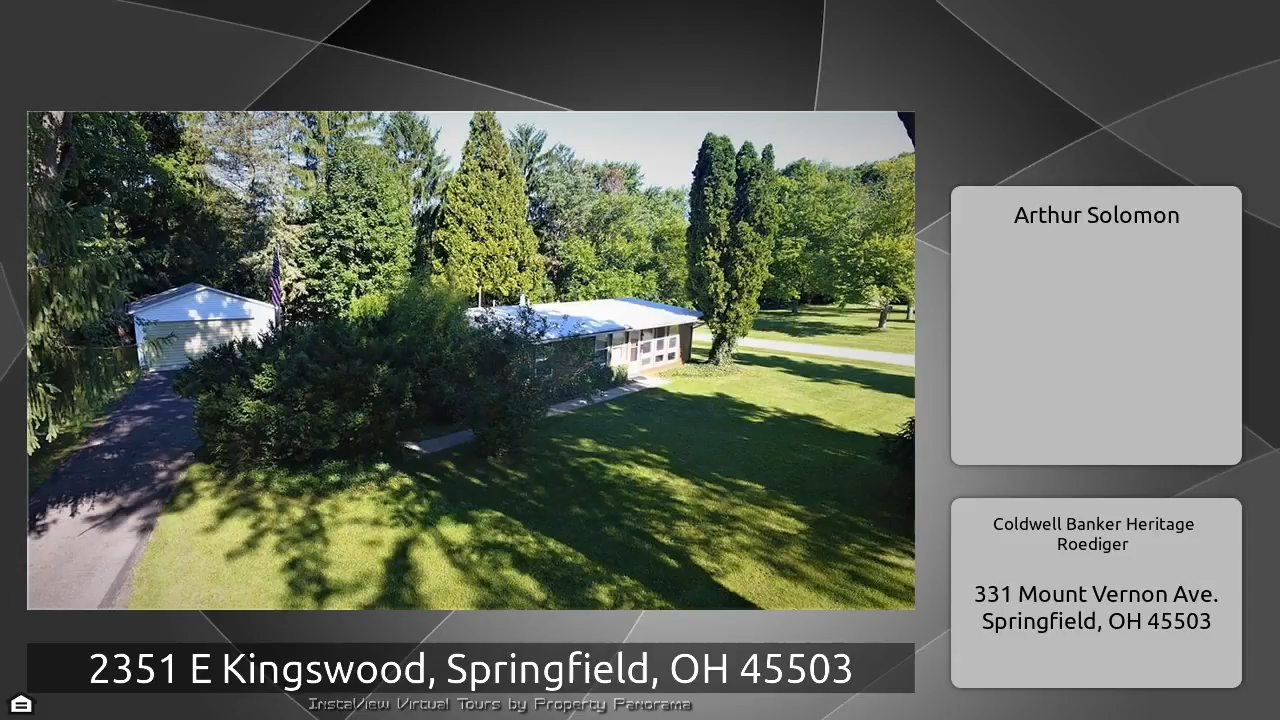 Arthur Solomon
Coldwell Banker Heritage
Roediger
331 Mount Vernon Ave.
Springfield, OH 45503
2351 E Kingswood, Springfield, OH 45503
InstaView Virtual Tours by Property Panorama